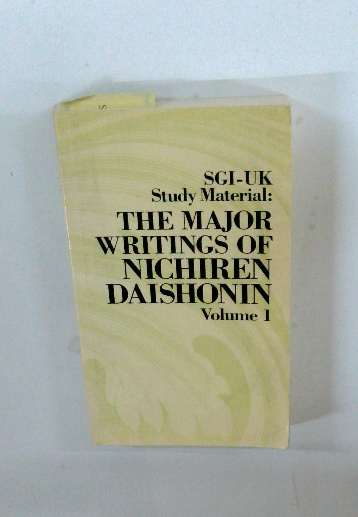 S
SGI-UK
Study Material:
THE MAJOR
WRITINGS OF
NICHIREN
DAISHONIN
Volume 1